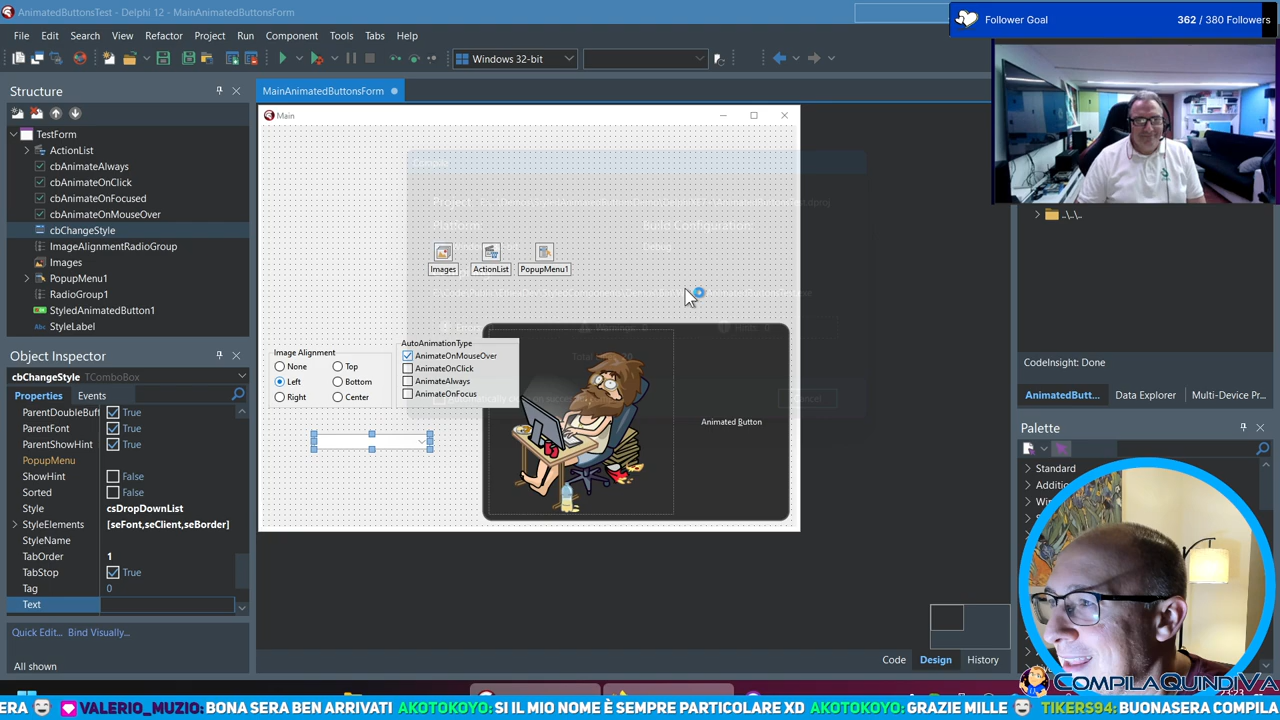 AnimatedButtonsTest - Delphi 12 - MainAnimatedButtonsForm
Follower Goal
362 / 380 Followers
File Edit Search View Refactor Project Run Component Tools Tabs Help
Windows 32-bit
Structure
MainAnimatedButtonsForm
Main
TestForm
ActionList
cbAnimateAlways
cbAnimateOnClick
cbAnimateOnFocused
cbAnimateOnMouseOver
cbChangeStyle
ImageAlignmentRadioGroup
Images
PopupMenu1
RadioGroup1
StyledAnimatedButton1
StyleLabel
Build Configuration:
Images ActionList PopupMenu1
Image Alignment
None Top
Left Bottom
Right Center
AutoAnimationType
AnimateOnMouseOver
AnimateOnClick
AnimateAlways
AnimateOnFocus
Animated Button
Cancel
Object Inspector
cbChangeStyle TComboBox
Properties Events
ParentDoubleBuff True
ParentFont True
ParentShowHint True
PopupMenu
ShowHint False
Sorted False
Style csDropDownList
StyleElements [seFont,seClient,seBorder]
StyleName
TabOrder 1
TabStop True
Tag 0
Text
Quick Edit... Bind Visually...
All shown
Code Design History
..\..\
CodeInsight: Done
AnimatedButt... Data Explorer Multi-Device Pr...
Palette
Standard
COMPILAQUINDIVA
ERA VALERIO_MUZIO: BONA SERA BEN ARRIVATI AKOTOKOYO: SI IL MIO NOME È SEMPRE PARTICOLARE XD AKOTOKOYO: GRAZIE MILLE TIKERS94: BUONASERA COMPILA